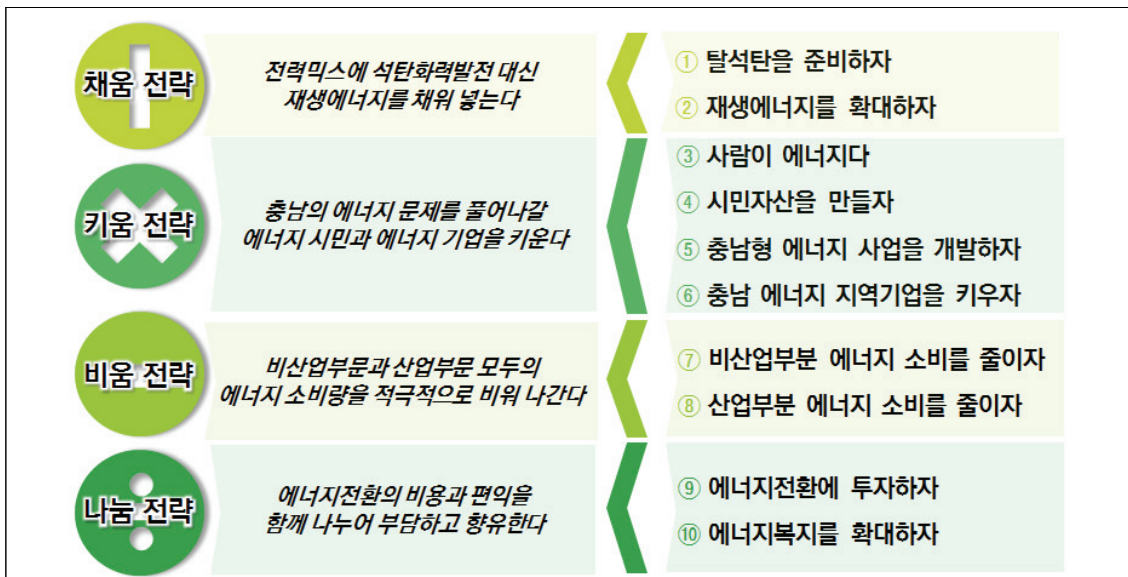 채움 전략
전력믹스에 석탄화력발전 대신
재생에너지를 채워 넣는다
① 탈석탄을 준비하자
② 재생에너지를 확대하자
키움 전략
충남의 에너지 문제를 풀어나갈
에너지 시민과 에너지 기업을 키운다
③ 사람이 에너지다
④ 시민자산을 만들자
⑤ 충남형 에너지 사업을 개발하자
⑥ 충남 에너지 지역기업을 키우자
비움 전략
비산업부문과 산업부문 모두의
에너지 소비량을 적극적으로 비워 나간다
⑦ 비산업부분 에너지 소비를 줄이자
⑧ 산업부분 에너지 소비를 줄이자
나눔 전략
에너지전환의 비용과 편익을
함께 나누어 부담하고 향유한다
⑨ 에너지전환에 투자하자
⑩ 에너지복지를 확대하자